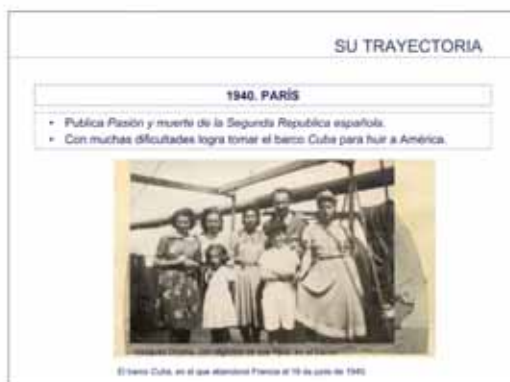 SU TRAYECTORIA
1940. PARÍS
• Publica Pasión y muerte de la Segunda Republica española.
• Con muchas dificultades logra tomar el barco Cuba para huir a América.
El barco Cuba, en el que abandonó Francia el 19 de junio de 1940.